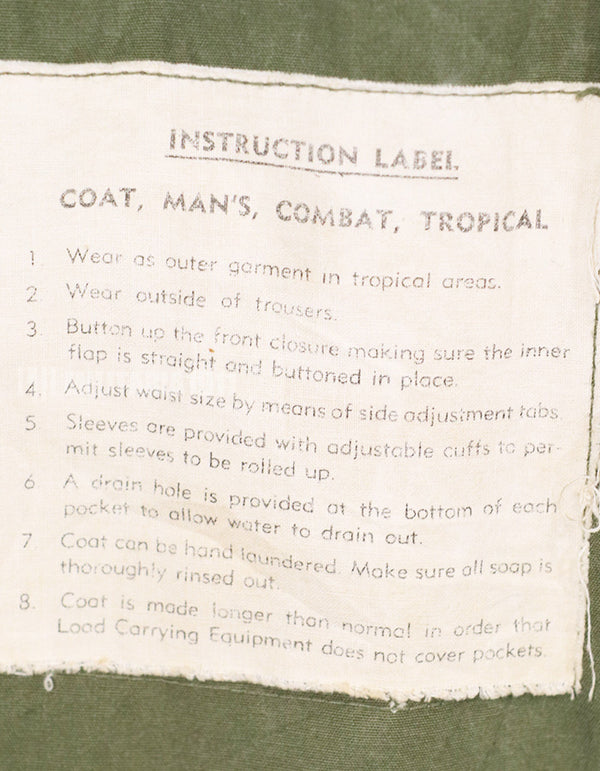 INSTRUCTION LABEL
COAT, MAN'S, COMBAT, TROPICAL
1. Wear as outer garment in tropical areas.
2. Wear outside of trousers.
3. Button up the front closure making sure the inner
flap is straight and buttoned in place.
4. Adjust waist size by means of side adjustment tabs.
5 Sleeves are provided with adjustable cuffs to per-
mit sleeves to be rolled up.
6 A drain hole is provided at the bottom of each
pocket to allow water to drain out.
7 Coat can be hand laundered. Make sure all soap is
thoroughly rinsed out.
8. Coat is made longer than normal in order that
Load Carrying Equipment does not cover pockets.